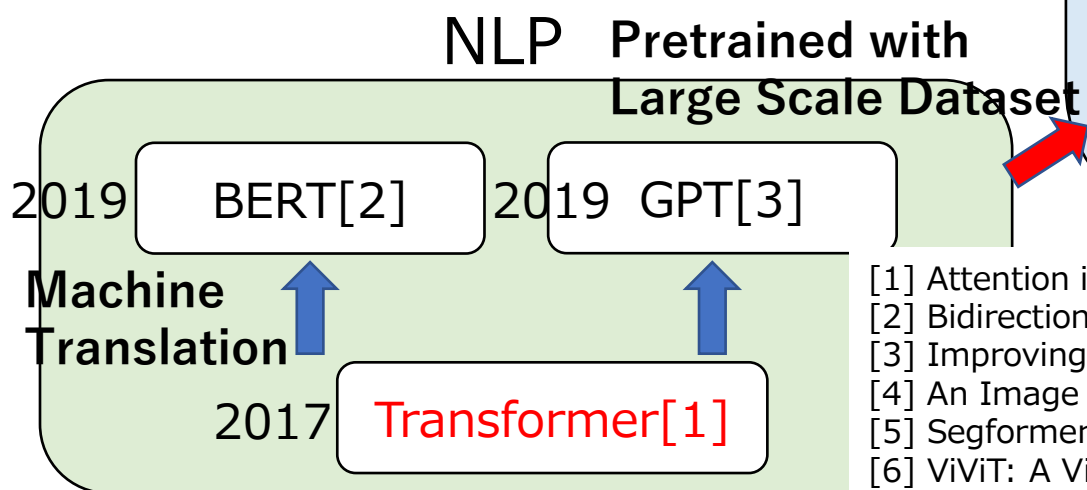 NLP
Pretrained with
Large Scale Dataset
2019
BERT[2]
2019
GPT[3]
Machine
Translation
2017
Transformer[1]
[1] Attention i
[2] Bidirection
[3] Improving
[4] An Image
[5] Segformer
[6] ViViT: A Vi